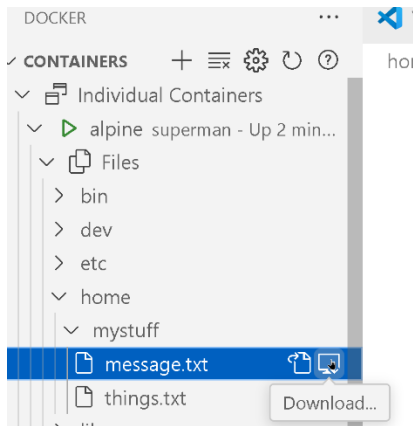 DOCKER ...
CONTAINERS
hor
Individual Containers
alpine superman - Up 2 min...
Files
bin
dev
etc
home
mystuff
message.txt
things.txt
Download...